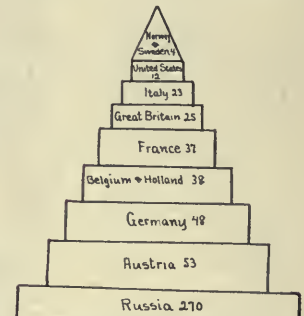 Norway
& Sweden 4
United States
12
Italy 23
Great Britain 25
France 37
Belgium & Holland 38
Germany 48
Austria 53
Russia 270